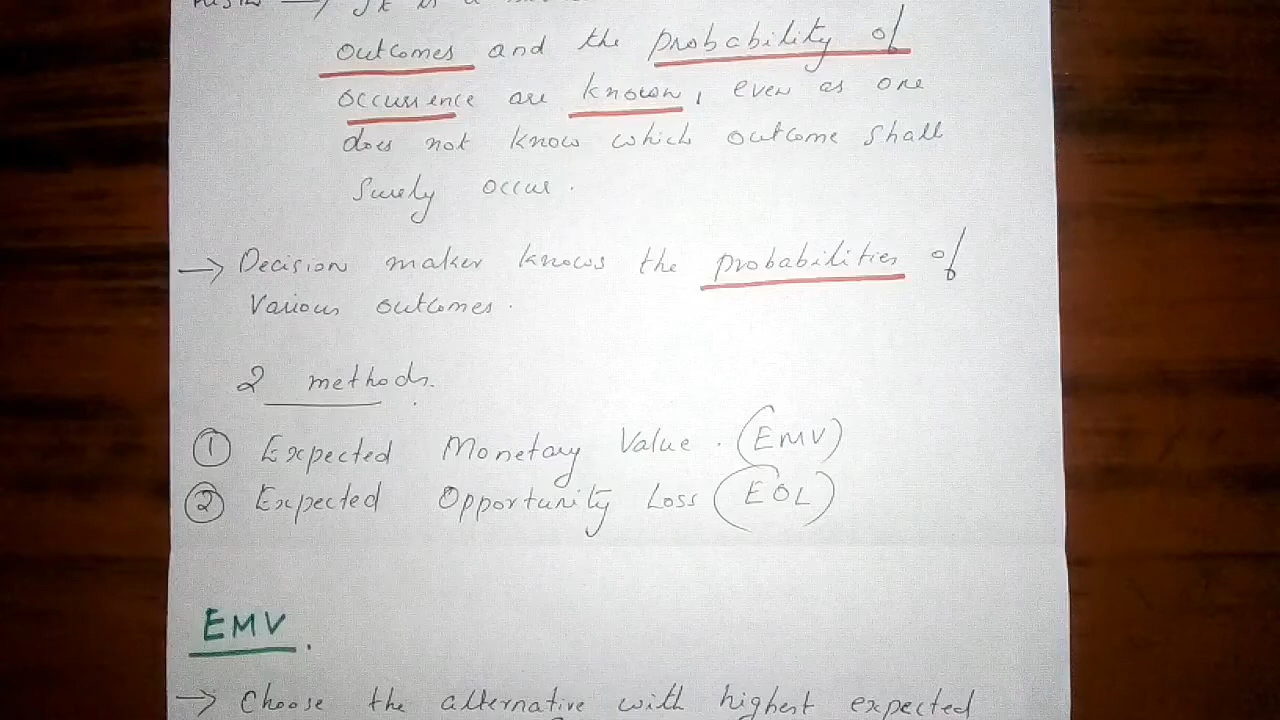 → It is a
outcomes and the probability of
occurrence are known, even as one
does not know which outcome shall
surely occur.
→ Decision maker knows the probabilities of
various outcomes.
2 methods.
① Expected Monetary Value. (EMV)
② Expected Opportunity Loss (EOL)
EMV.
→ Choose the alternative with highest expected